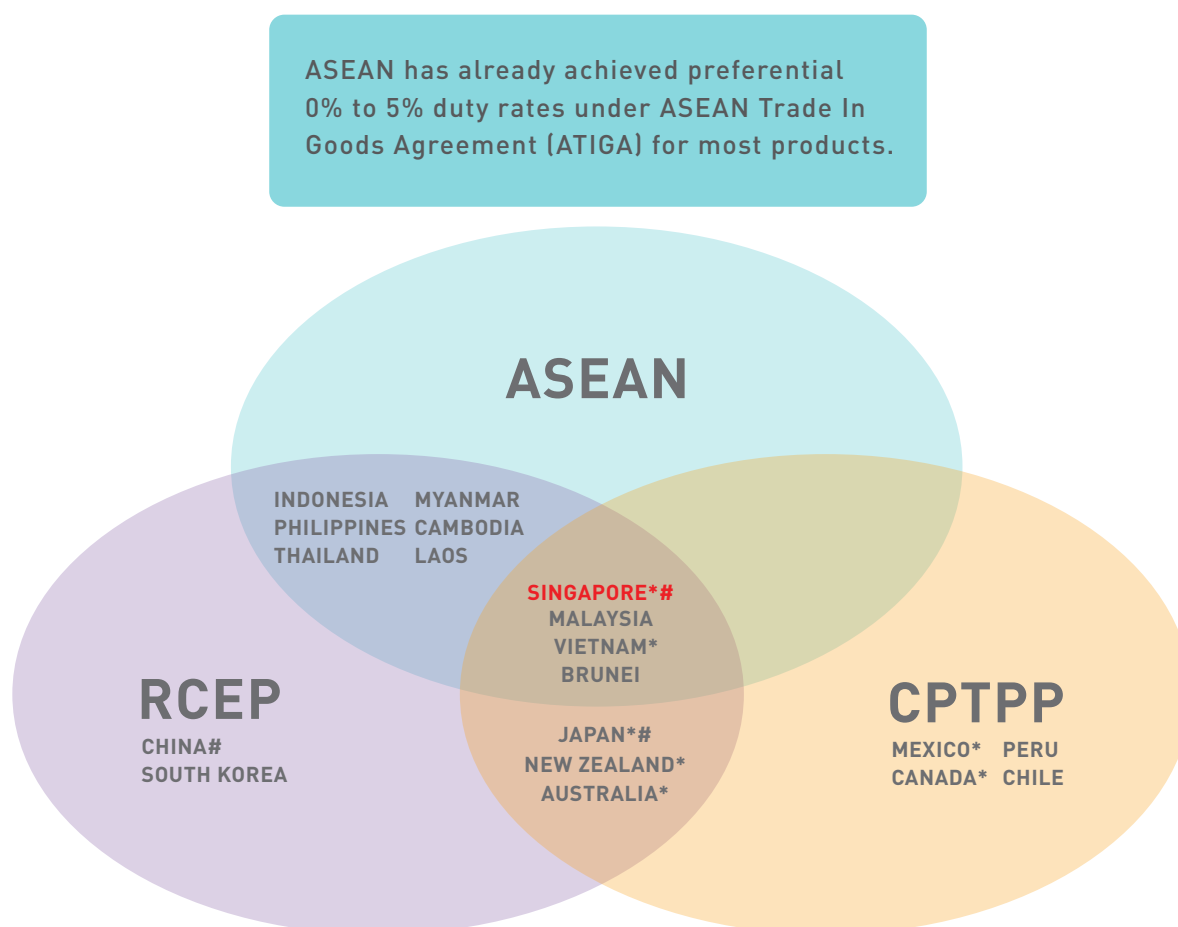 ASEAN has already achieved preferential
0% to 5% duty rates under ASEAN Trade In
Goods Agreement (ATIGA) for most products.
ASEAN
INDONESIA MYANMAR
PHILIPPINES CAMBODIA
THAILAND LAOS
SINGAPORE*#
MALAYSIA
VIETNAM*
BRUNEI
RCEP
CHINA#
SOUTH KOREA
JAPAN*#
NEW ZEALAND*
AUSTRALIA*
CPTPP
MEXICO* PERU
CANADA* CHILE